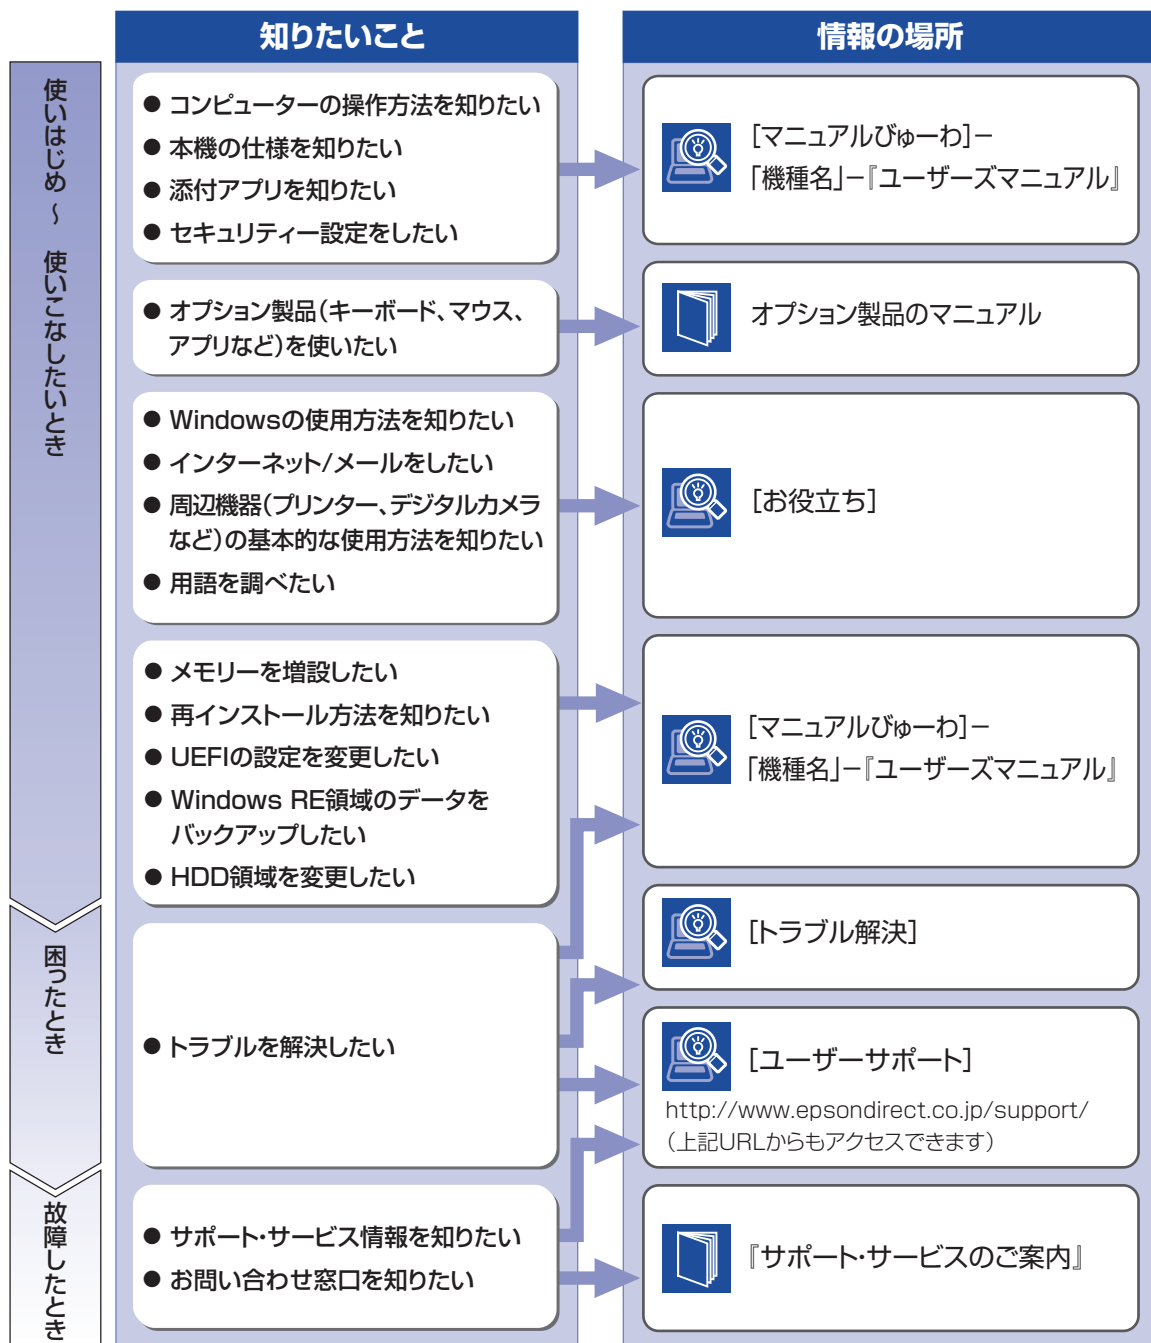 知りたいこと
情報の場所
使いはじめ ～ 使いこなしたいとき
● コンピューターの操作方法を知りたい
● 本機の仕様を知りたい
● 添付アプリを知りたい
● セキュリティー設定をしたい
[マニュアルびゅーわ]－
「機種名」－『ユーザーズマニュアル』
● オプション製品（キーボード、マウス、
アプリなど）を使いたい
オプション製品のマニュアル
● Windowsの使用方法を知りたい
● インターネット/メールをしたい
● 周辺機器（プリンター、デジタルカメラ
など）の基本的な使用方法を知りたい
● 用語を調べたい
[お役立ち]
● メモリーを増設したい
● 再インストール方法を知りたい
● UEFIの設定を変更したい
● Windows RE領域のデータを
バックアップしたい
● HDD領域を変更したい
[マニュアルびゅーわ]－
「機種名」－『ユーザーズマニュアル』
困ったとき
● トラブルを解決したい
[トラブル解決]
[ユーザーサポート]
http://www.epsondirect.co.jp/support/
（上記URLからもアクセスできます）
故障したとき
● サポート・サービス情報を知りたい
● お問い合わせ窓口を知りたい
『サポート・サービスのご案内』